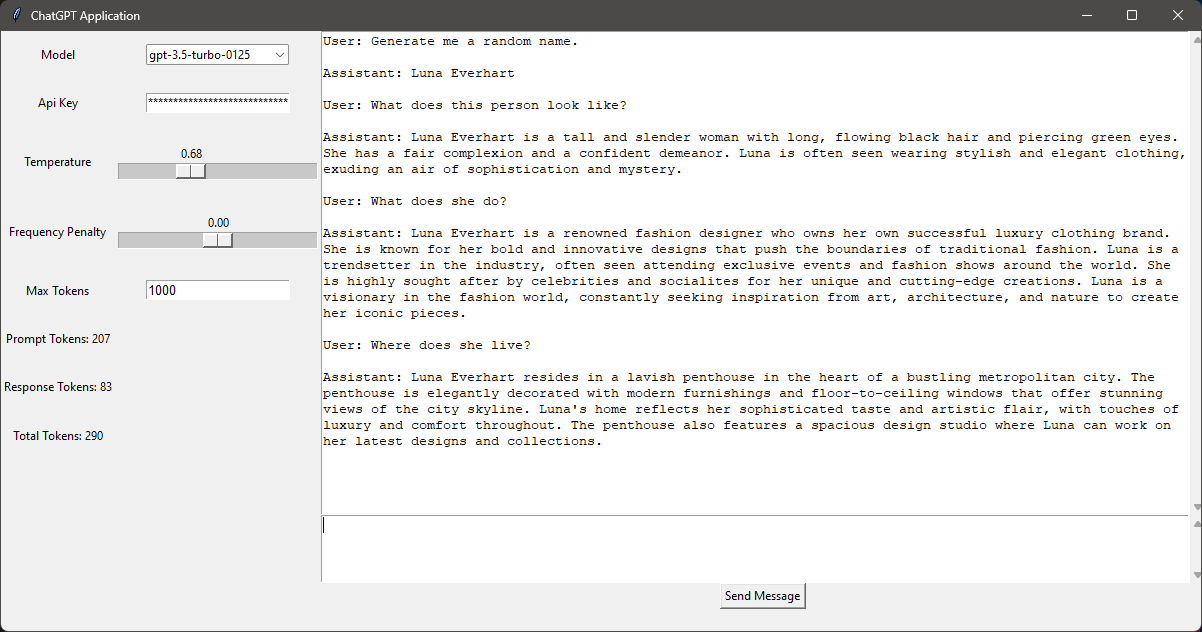 ChatGPT Application
Model
gpt-3.5-turbo-0125
Api Key
****************************
Temperature
0.68
Frequency Penalty
0.00
Max Tokens
1000
Prompt Tokens: 207
Response Tokens: 83
Total Tokens: 290
User: Generate me a random name.
Assistant: Luna Everhart
User: What does this person look like?
Assistant: Luna Everhart is a tall and slender woman with long, flowing black hair and piercing green eyes.
She has a fair complexion and a confident demeanor. Luna is often seen wearing stylish and elegant clothing,
exuding an air of sophistication and mystery.
User: What does she do?
Assistant: Luna Everhart is a renowned fashion designer who owns her own successful luxury clothing brand.
She is known for her bold and innovative designs that push the boundaries of traditional fashion. Luna is a
trendsetter in the industry, often seen attending exclusive events and fashion shows around the world. She
is highly sought after by celebrities and socialites for her unique and cutting-edge creations. Luna is a
visionary in the fashion world, constantly seeking inspiration from art, architecture, and nature to create
her iconic pieces.
User: Where does she live?
Assistant: Luna Everhart resides in a lavish penthouse in the heart of a bustling metropolitan city. The
penthouse is elegantly decorated with modern furnishings and floor-to-ceiling windows that offer stunning
views of the city skyline. Luna's home reflects her sophisticated taste and artistic flair, with touches of
luxury and comfort throughout. The penthouse also features a spacious design studio where Luna can work on
her latest designs and collections.
Send Message